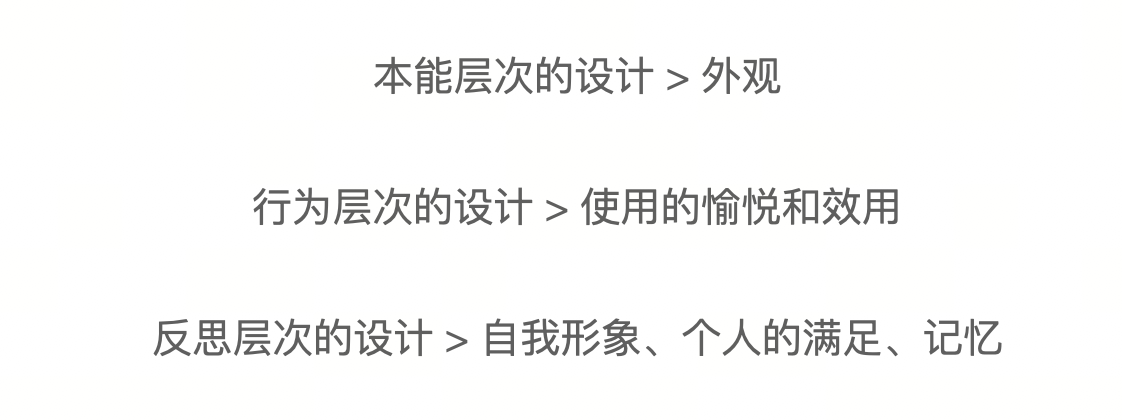 本能层次的设计 > 外观
行为层次的设计 > 使用的愉悦和效用
反思层次的设计 > 自我形象、个人的满足、记忆